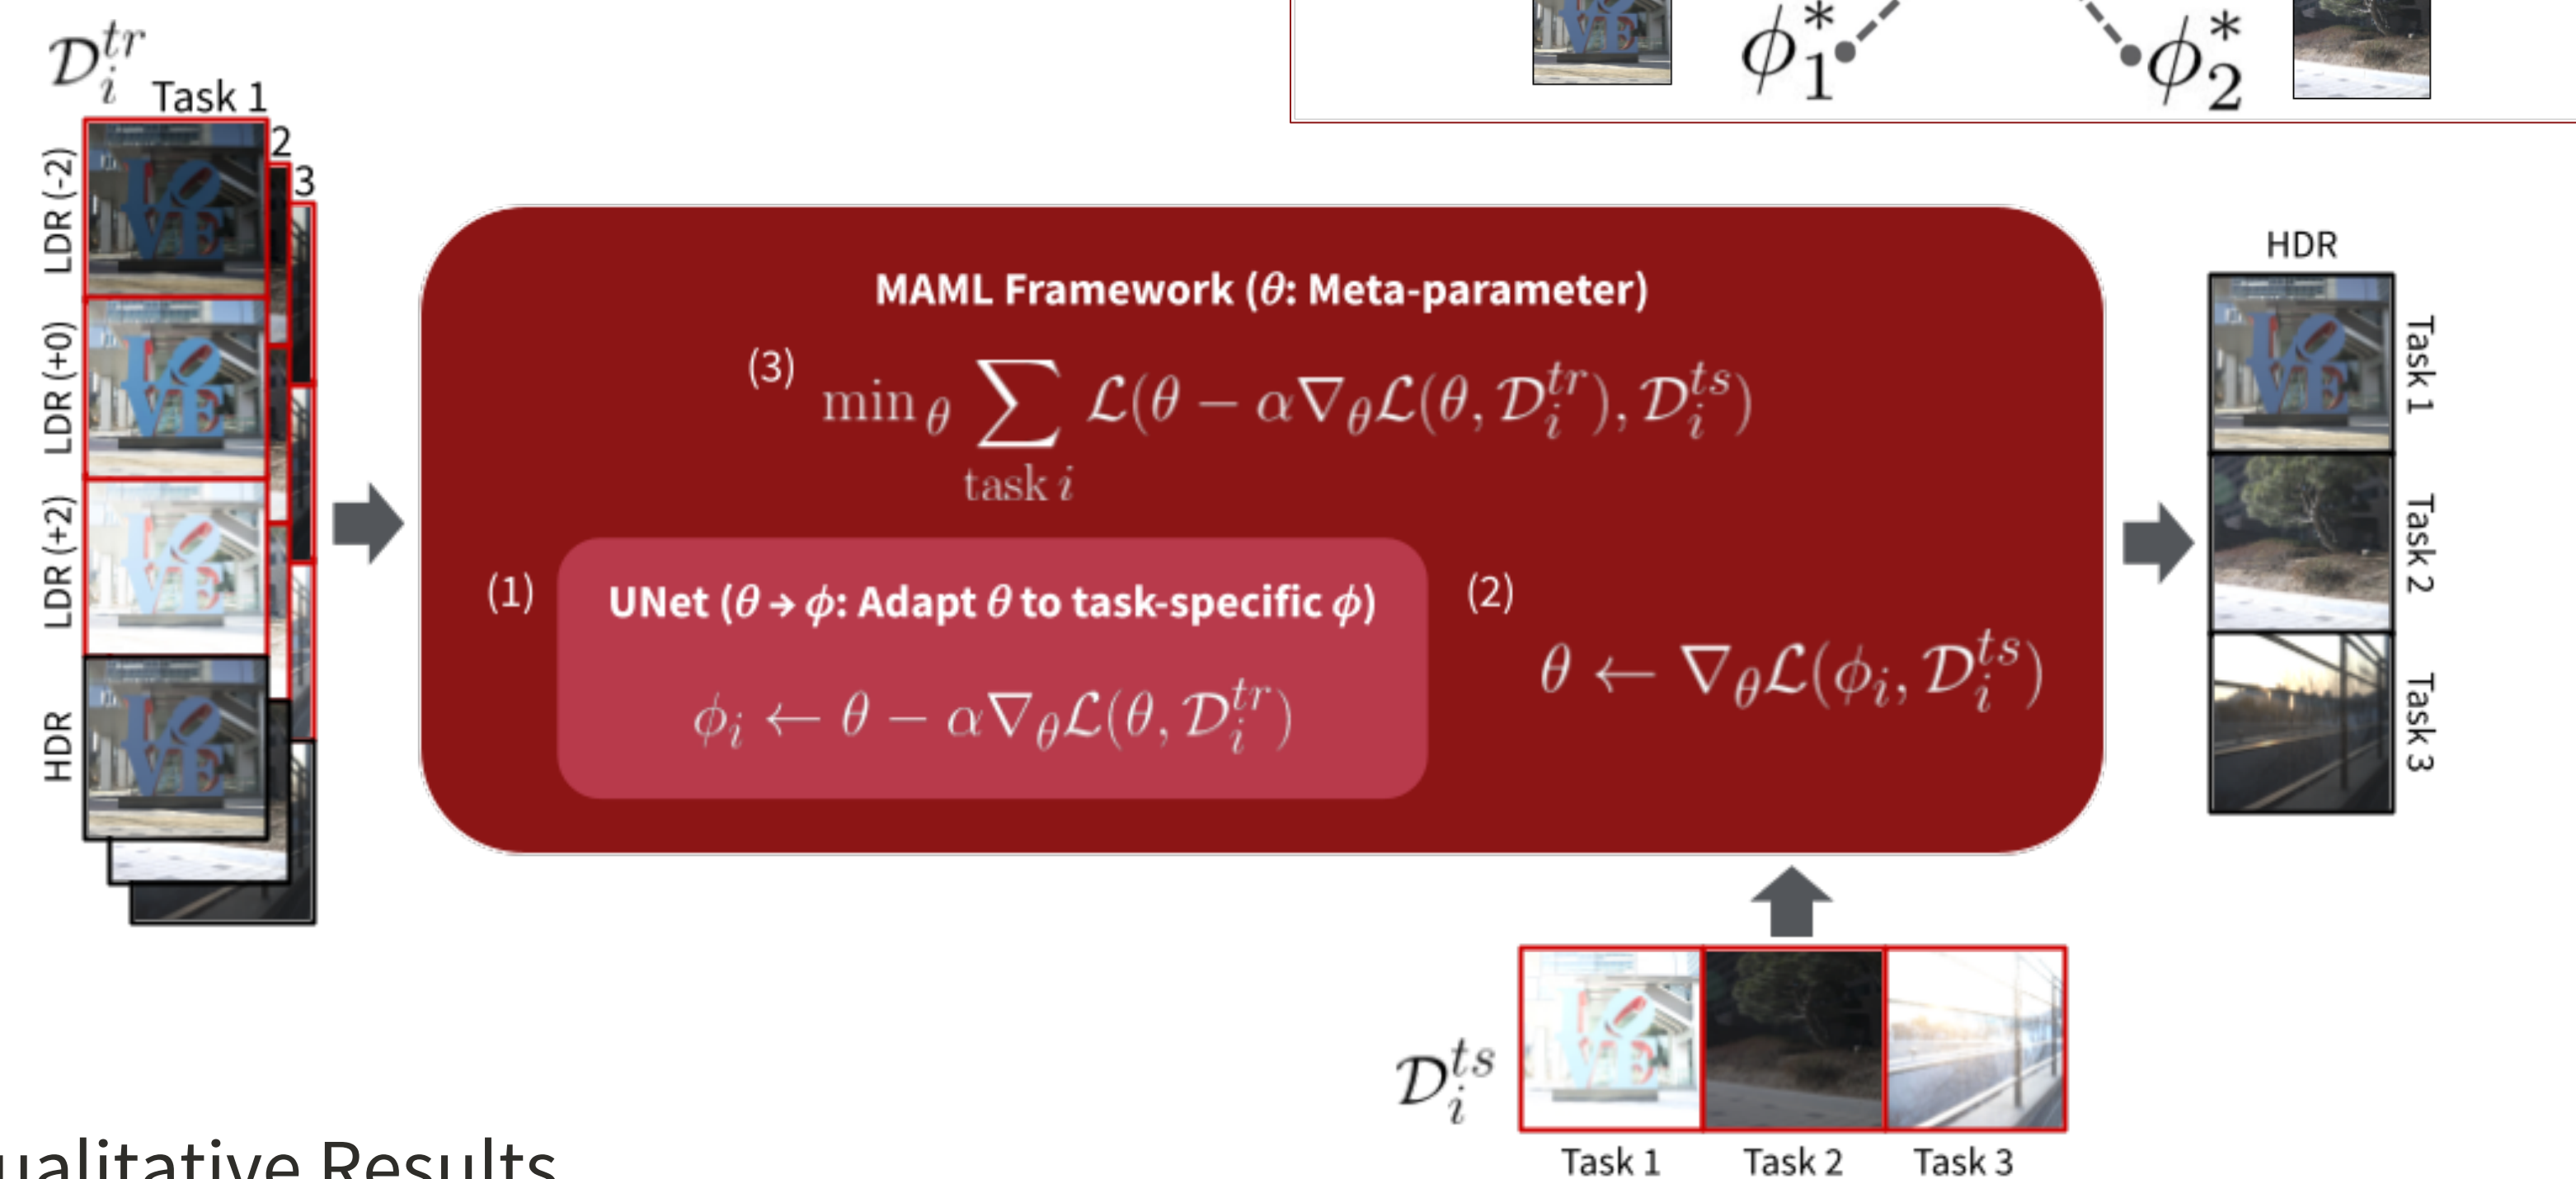 ϕ₁* ϕ₂*
𝒟ᵢᵗʳ
Task 1
2
3
LDR (-2)
LDR (+0)
LDR (+2)
HDR
MAML Framework (θ: Meta-parameter)
(3) min_θ ∑_{task i} ℒ(θ − α∇_θℒ(θ, 𝒟ᵢᵗʳ), 𝒟ᵢᵗˢ)
(1) UNet (θ → ϕ: Adapt θ to task-specific ϕ)
ϕᵢ ← θ − α∇_θℒ(θ, 𝒟ᵢᵗʳ)
(2) θ ← ∇_θℒ(ϕᵢ, 𝒟ᵢᵗˢ)
HDR
Task 1
Task 2
Task 3
𝒟ᵢᵗˢ
Task 1 Task 2 Task 3
ualitative Results